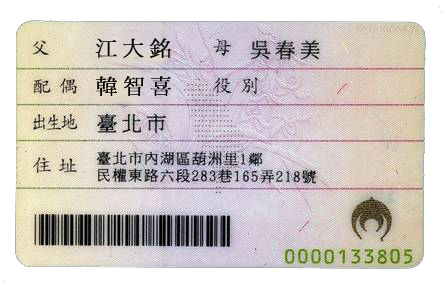 父 江大銘 母 吳春美
配偶 韓智喜 役別
出生地 臺北市
住址 臺北市內湖區葫洲里1鄰
民權東路六段283巷165弄218號
0000133805